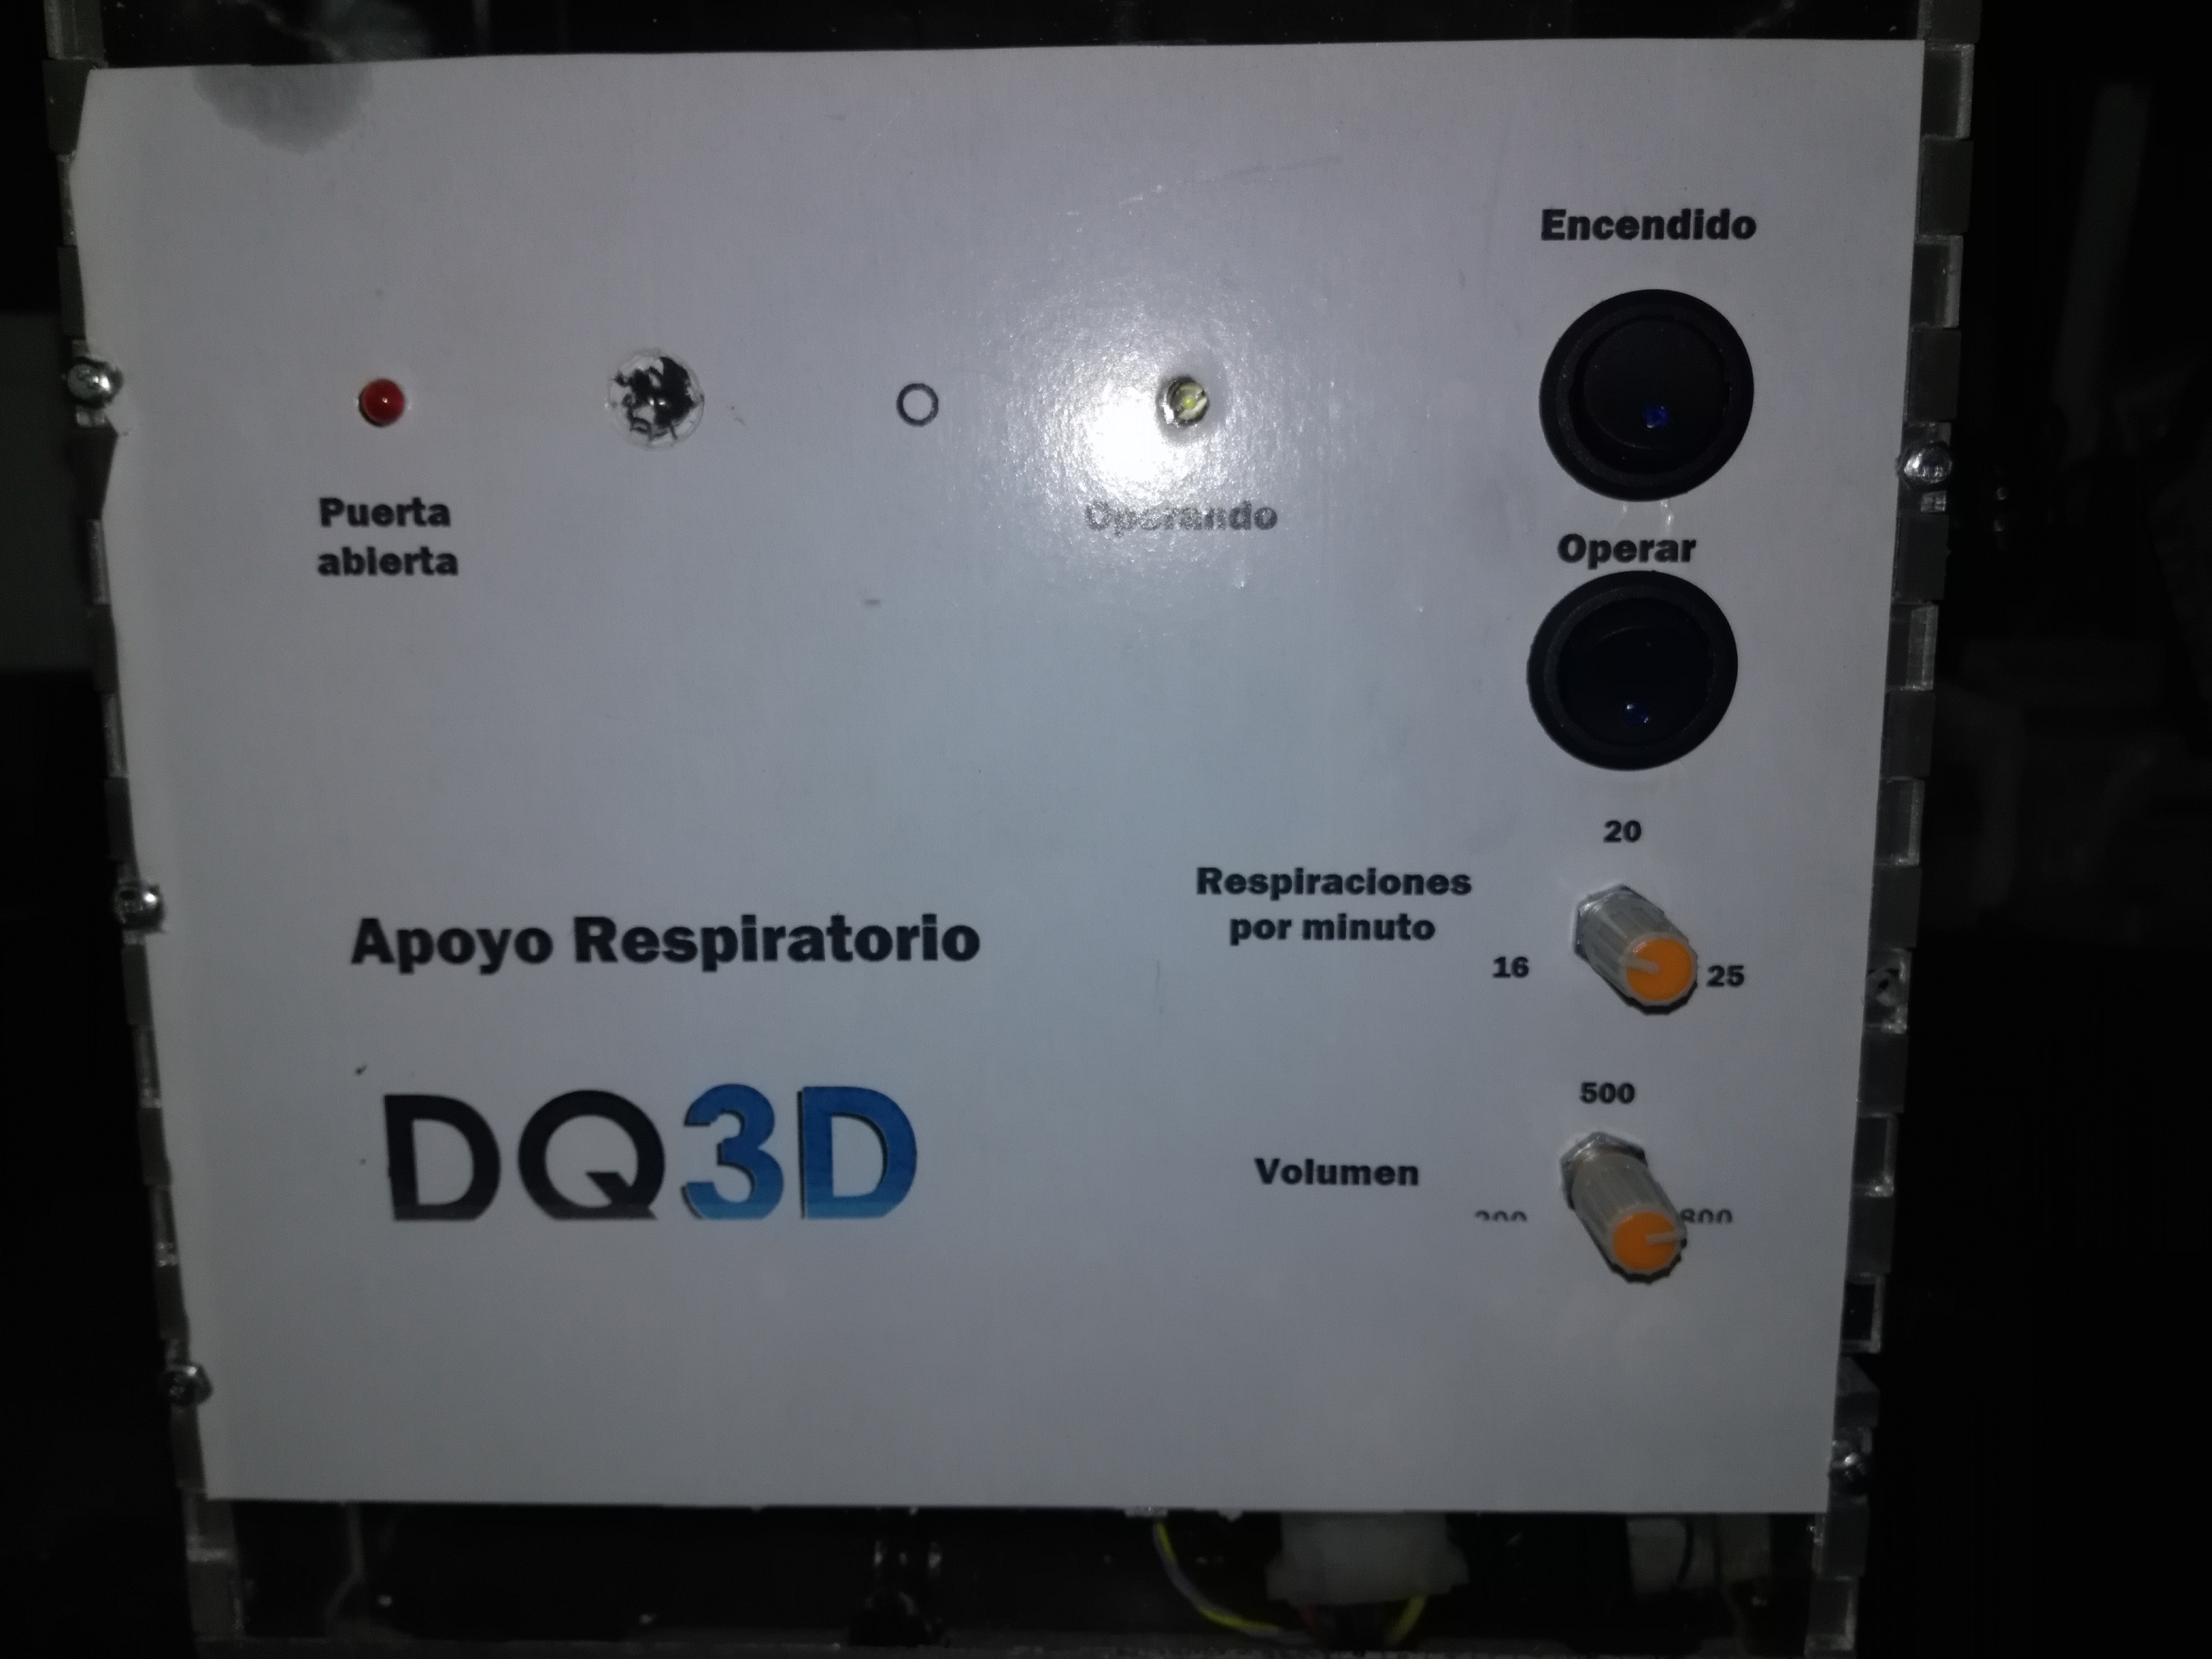 Encendido
Puerta
abierta
Operando
Operar
20
Respiraciones
por minuto
16
25
Apoyo Respiratorio
500
DQ3D
Volumen